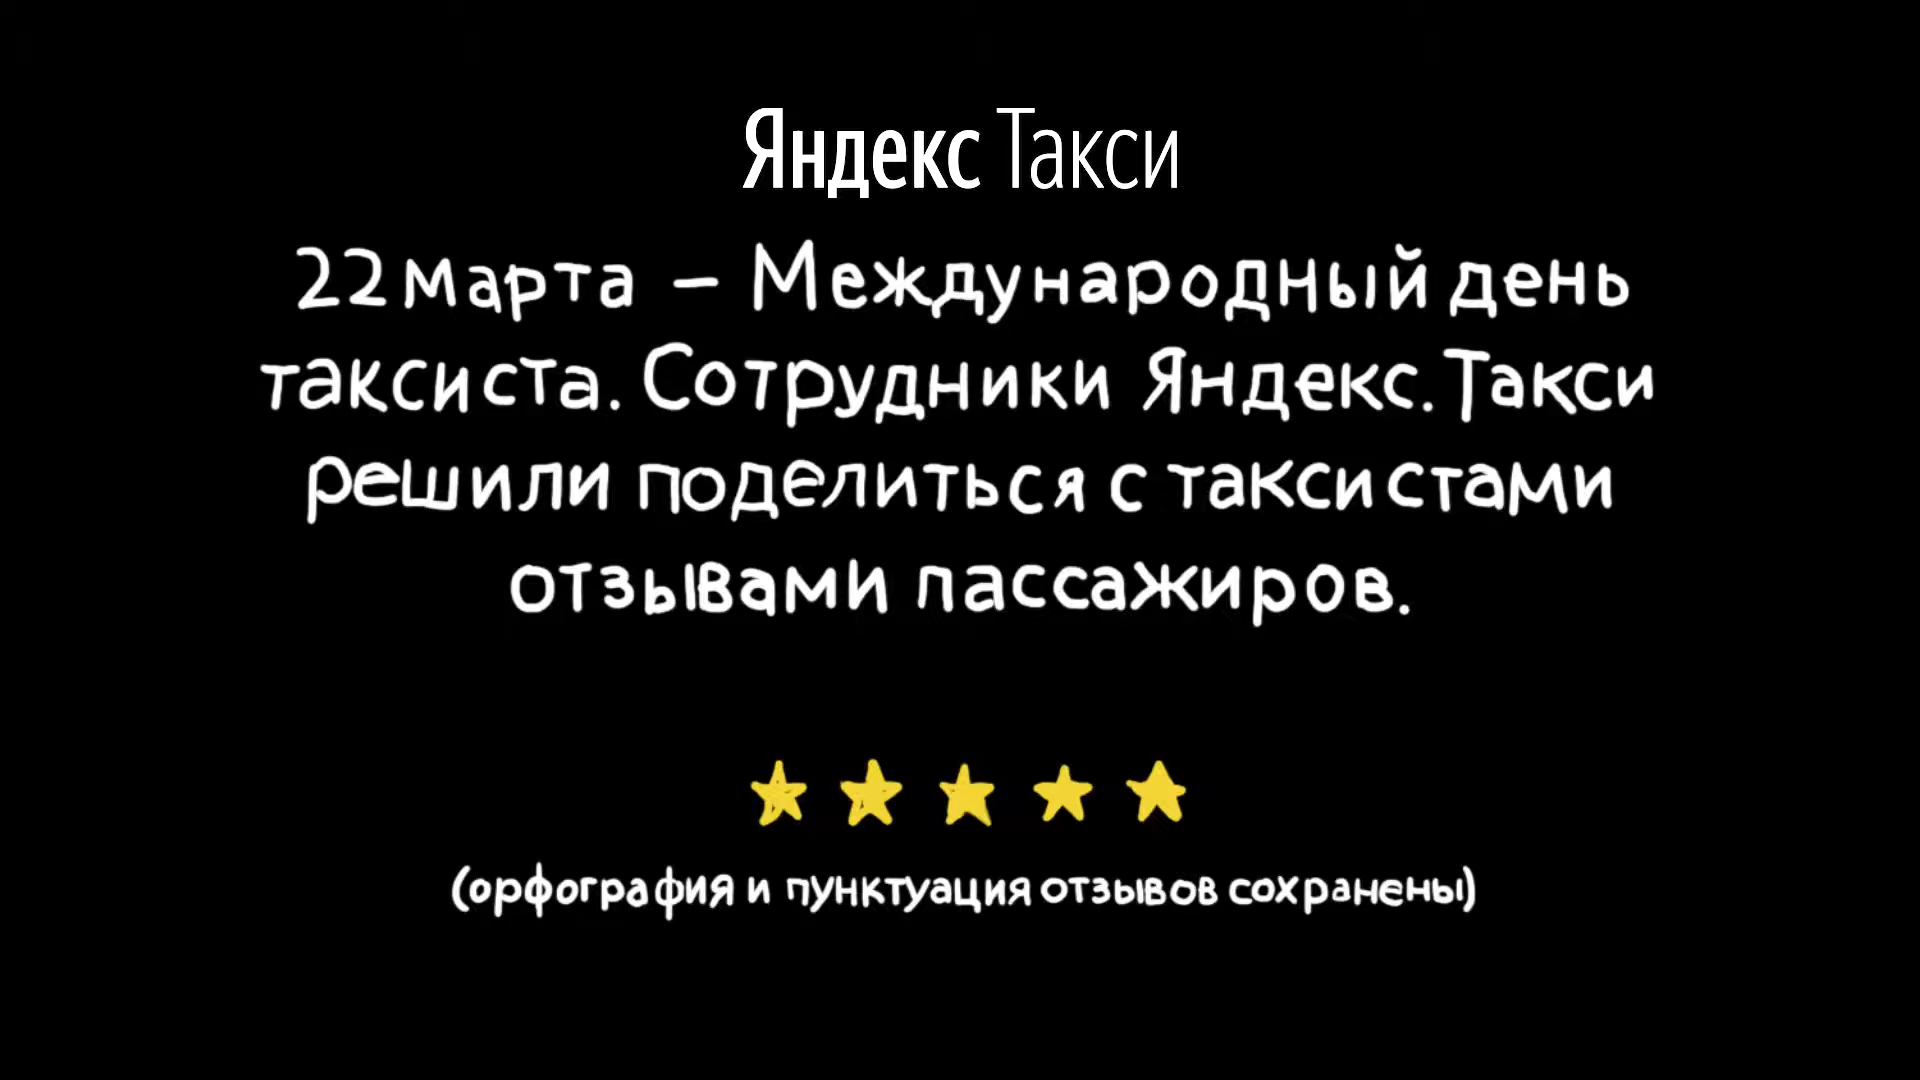 Яндекс Такси
22 марта – Международный день
таксиста. Сотрудники Яндекс.Такси
решили поделиться с таксистами
отзывами пассажиров.
(орфография и пунктуация отзывов сохранены)